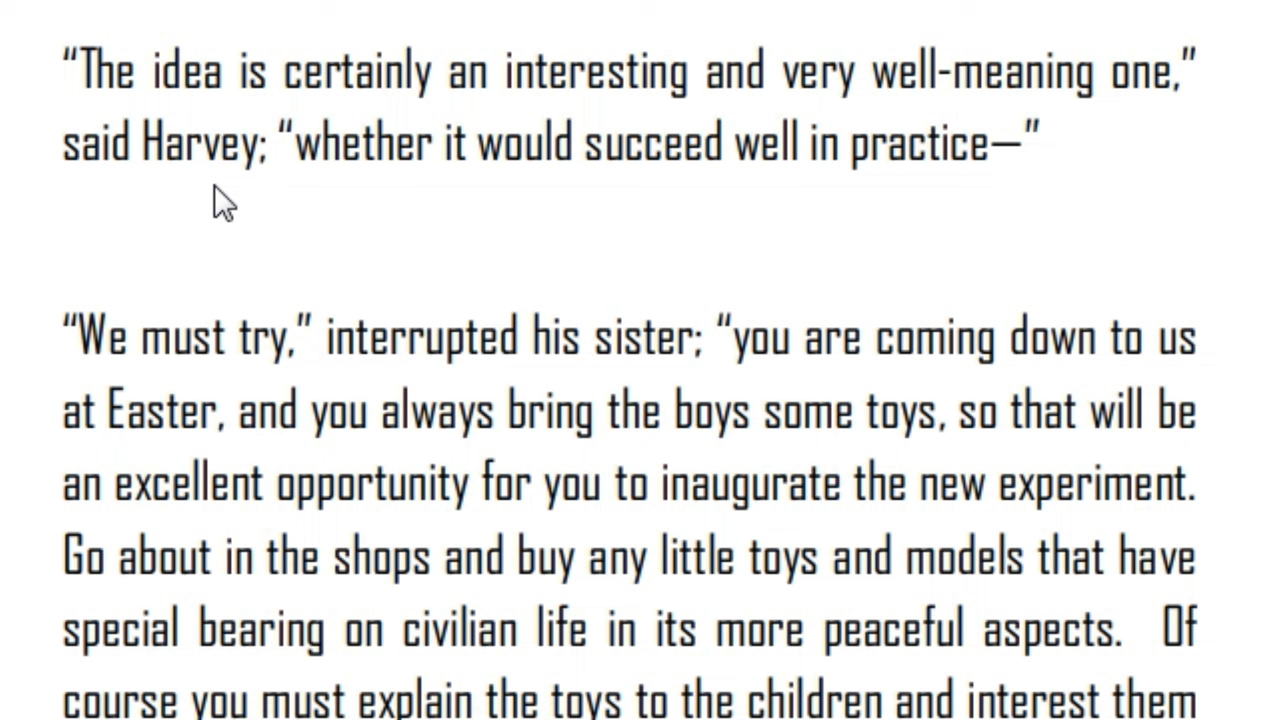 “The idea is certainly an interesting and very well-meaning one,”
said Harvey; “whether it would succeed well in practice—”
“We must try,” interrupted his sister; “you are coming down to us
at Easter, and you always bring the boys some toys, so that will be
an excellent opportunity for you to inaugurate the new experiment.
Go about in the shops and buy any little toys and models that have
special bearing on civilian life in its more peaceful aspects.  Of
course you must explain the toys to the children and interest them